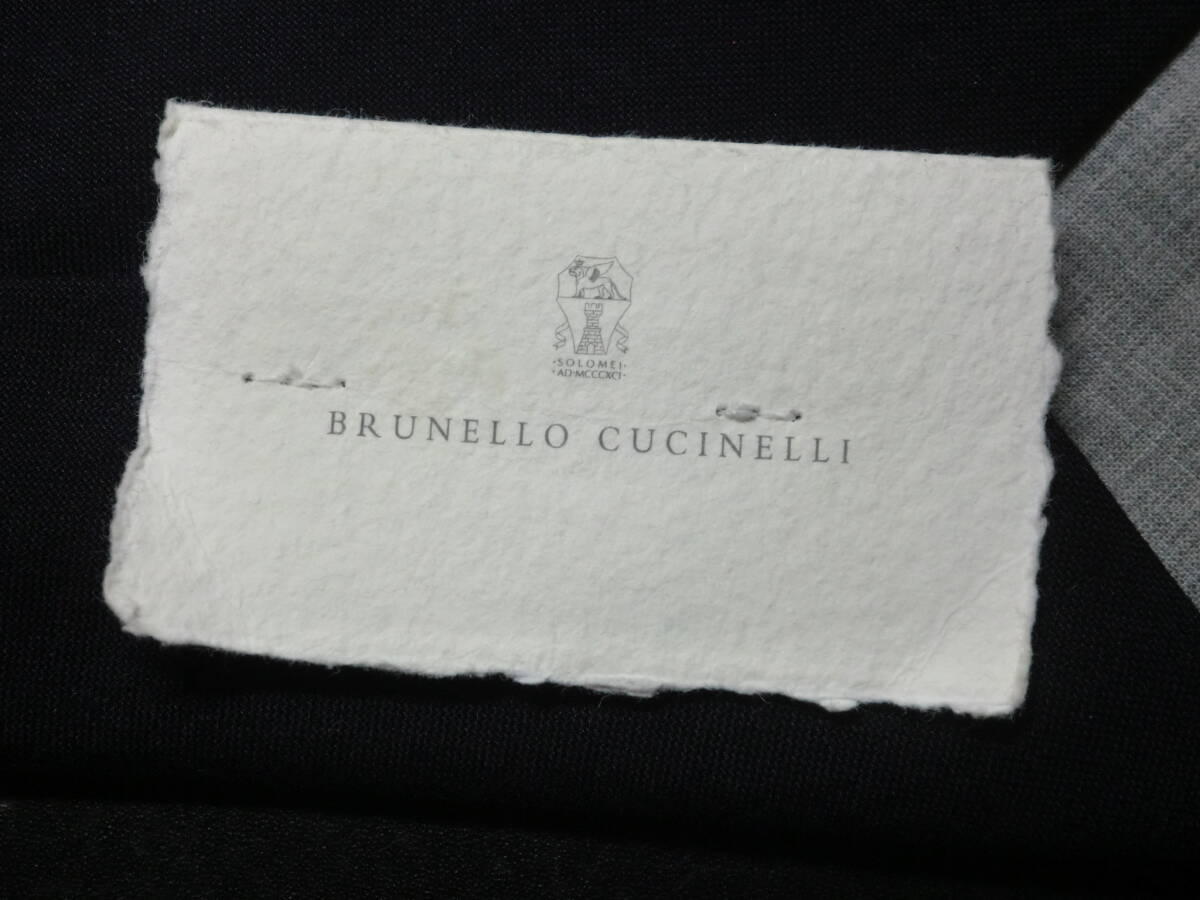 ·SOLOMEI·
·AD·MCCCXCI·
BRUNELLO CUCINELLI